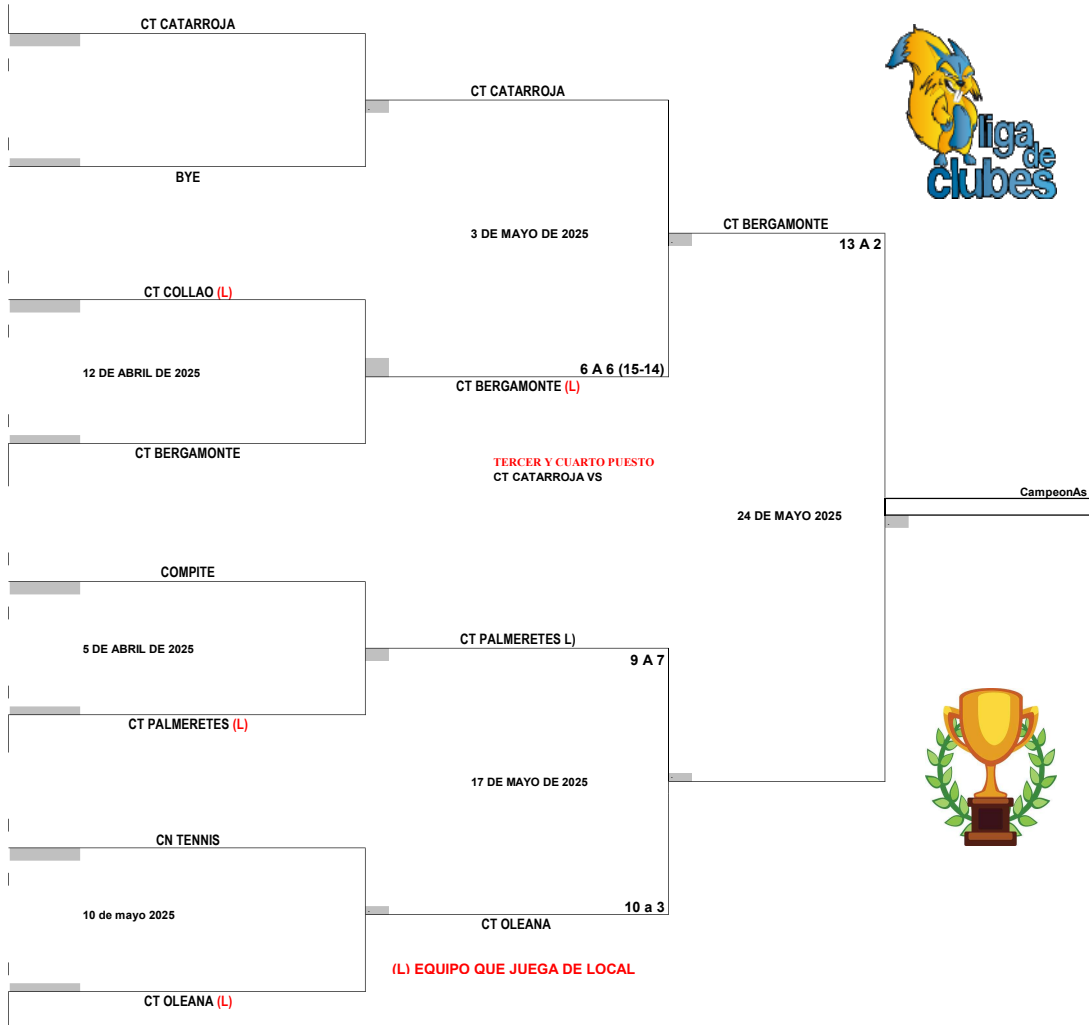 CT CATARROJA
CT CATARROJA
BYE
liga
de
clubes
3 DE MAYO DE 2025
CT BERGAMONTE
13 A 2
CT COLLAO (L)
12 DE ABRIL DE 2025
6 A 6 (15-14)
CT BERGAMONTE (L)
CT BERGAMONTE
TERCER Y CUARTO PUESTO
CT CATARROJA VS
CampeonAs
24 DE MAYO 2025
COMPITE
5 DE ABRIL DE 2025
CT PALMERETES L)
9 A 7
CT PALMERETES (L)
17 DE MAYO DE 2025
CN TENNIS
10 de mayo 2025
10 a 3
CT OLEANA
(L) EQUIPO QUE JUEGA DE LOCAL
CT OLEANA (L)